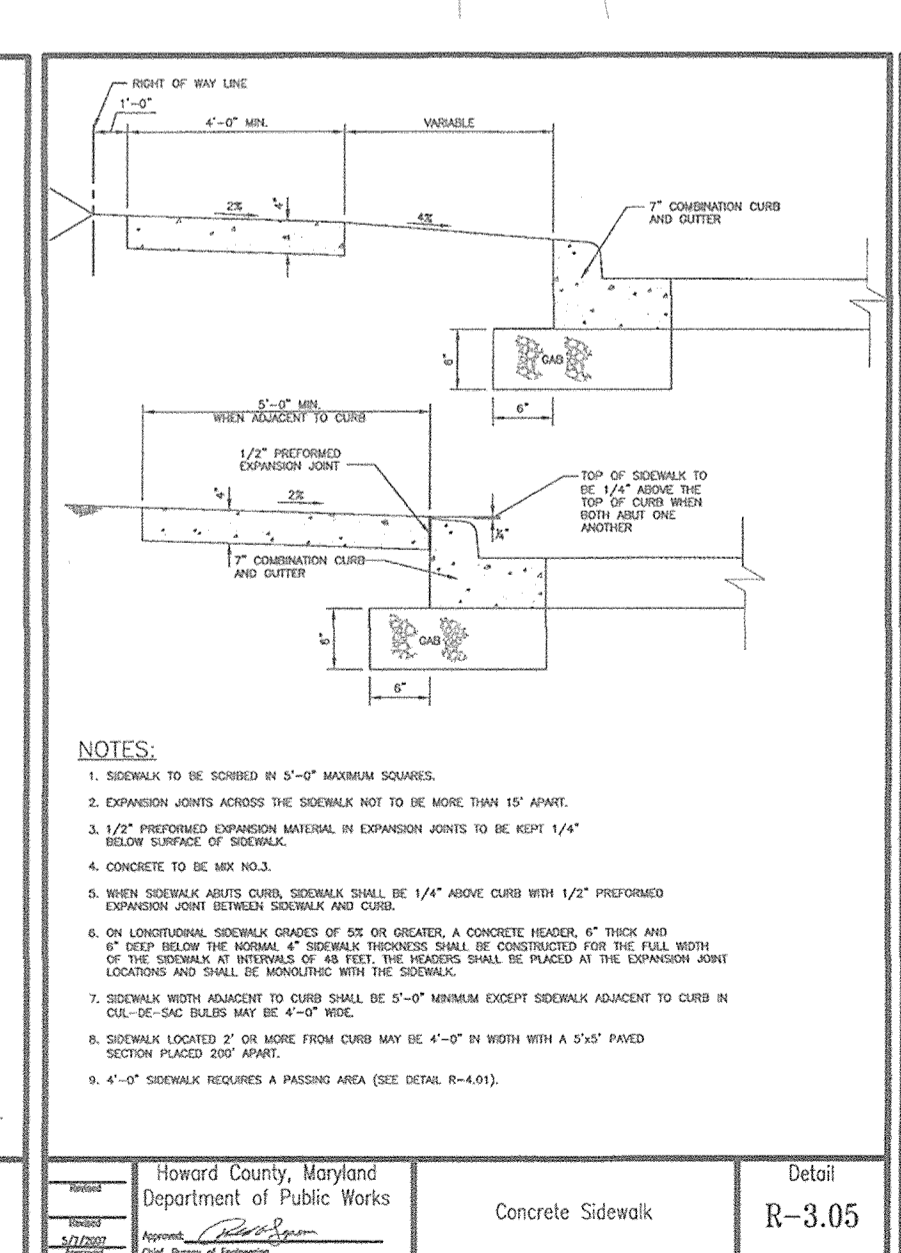 RIGHT OF WAY LINE
1'-0"
4'-0" MIN.
VARIABLE
2%
4"
4%
7" COMBINATION CURB
AND GUTTER
6"
GAB
6"
5'-0" MIN.
WHEN ADJACENT TO CURB
1/2" PREFORMED
EXPANSION JOINT
4"
2%
TOP OF SIDEWALK TO
BE 1/4" ABOVE THE
TOP OF CURB WHEN
BOTH ABUT ONE
ANOTHER
1/4"
7" COMBINATION CURB
AND GUTTER
6"
GAB
6"
NOTES:
1. SIDEWALK TO BE SCRIBED IN 5'-0" MAXIMUM SQUARES.
2. EXPANSION JOINTS ACROSS THE SIDEWALK NOT TO BE MORE THAN 15' APART.
3. 1/2" PREFORMED EXPANSION MATERIAL IN EXPANSION JOINTS TO BE KEPT 1/4"
BELOW SURFACE OF SIDEWALK.
4. CONCRETE TO BE MIX NO.3.
5. WHEN SIDEWALK ABUTS CURB, SIDEWALK SHALL BE 1/4" ABOVE CURB WITH 1/2" PREFORMED
EXPANSION JOINT BETWEEN SIDEWALK AND CURB.
6. ON LONGITUDINAL SIDEWALK GRADES OF 5% OR GREATER, A CONCRETE HEADER, 6" THICK AND
6" DEEP BELOW THE NORMAL 4" SIDEWALK THICKNESS SHALL BE CONSTRUCTED FOR THE FULL WIDTH
OF THE SIDEWALK AT INTERVALS OF 48 FEET. THE HEADERS SHALL BE PLACED AT THE EXPANSION JOINT
LOCATIONS AND SHALL BE MONOLITHIC WITH THE SIDEWALK.
7. SIDEWALK WIDTH ADJACENT TO CURB SHALL BE 5'-0" MINIMUM EXCEPT SIDEWALK ADJACENT TO CURB IN
CUL-DE-SAC BULBS MAY BE 4'-0" WIDE.
8. SIDEWALK LOCATED 2' OR MORE FROM CURB MAY BE 4'-0" IN WIDTH WITH A 5'x5' PAVED
SECTION PLACED 200' APART.
9. 4'-0" SIDEWALK REQUIRES A PASSING AREA (SEE DETAIL R-4.01).
Revised
Revised
5/7/2007
Approved
Howard County, Maryland
Department of Public Works
Approved:
Chief, Bureau of Engineering
Concrete Sidewalk
Detail
R-3.05